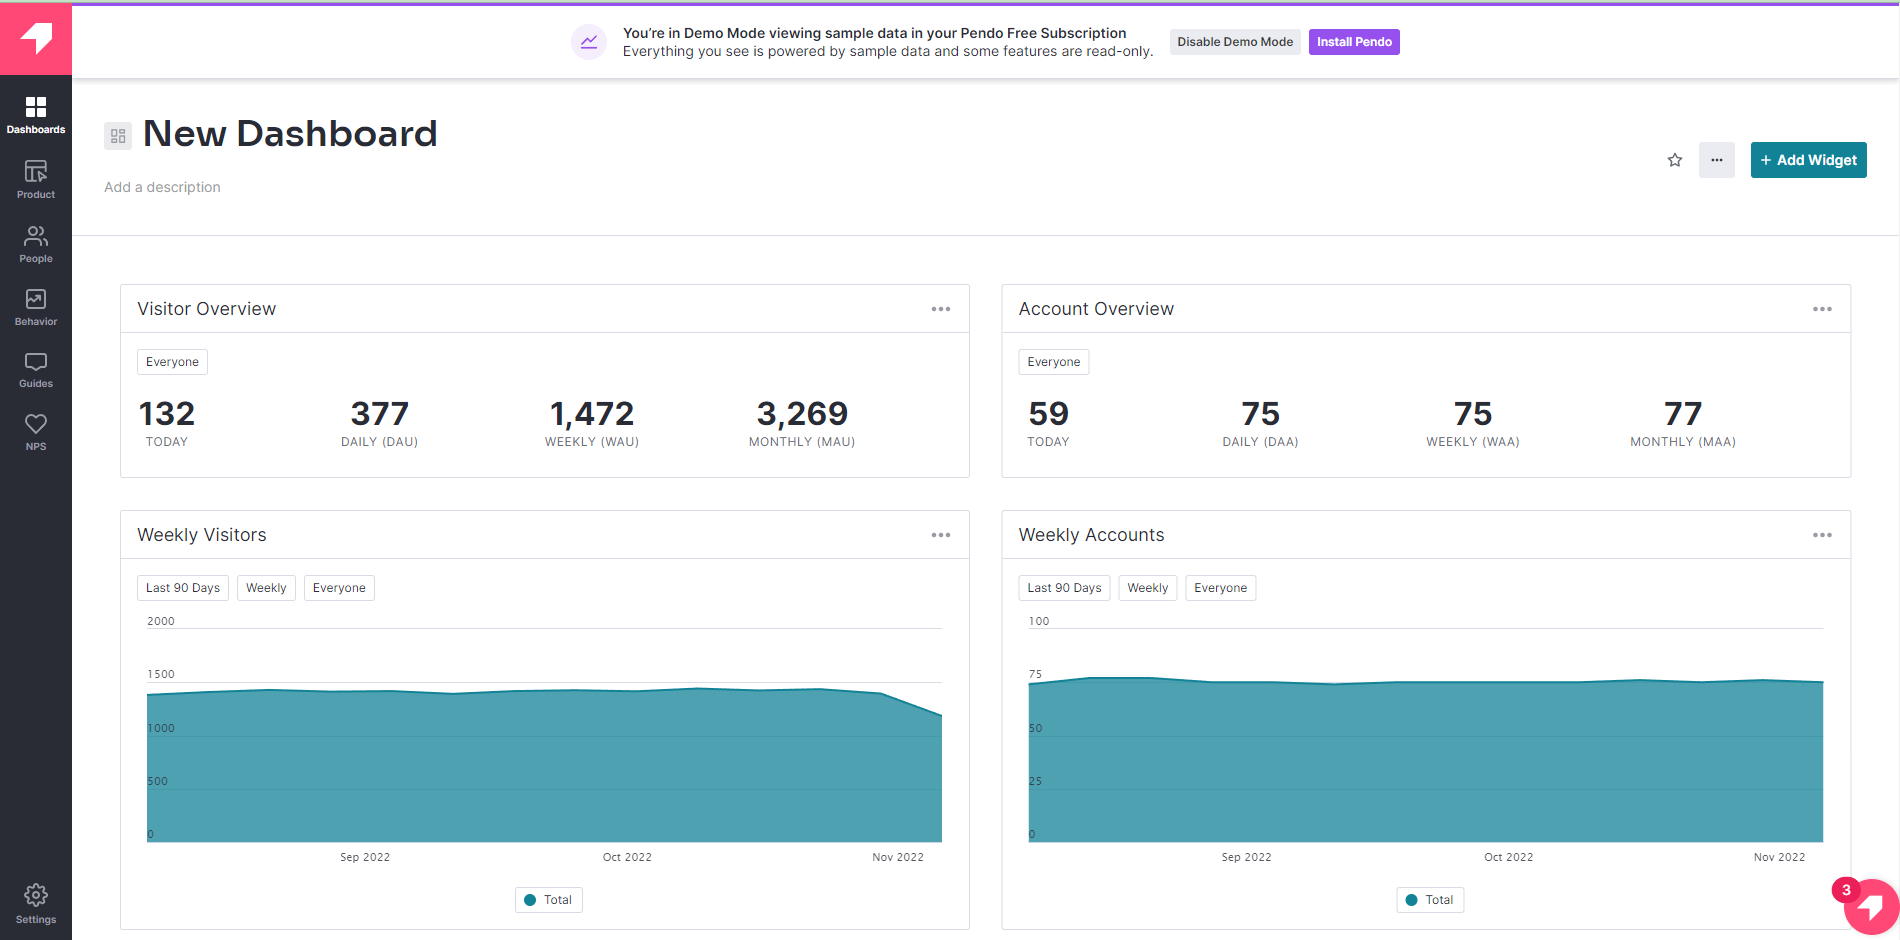 You're in Demo Mode viewing sample data in your Pendo Free Subscription
Everything you see is powered by sample data and some features are read-only.
Disable Demo Mode
Install Pendo
Dashboards
Product
People
Behavior
Guides
NPS
Settings
New Dashboard
Add a description
+ Add Widget
Visitor Overview
Everyone
132 377 1,472 3,269
TODAY DAILY (DAU) WEEKLY (WAU) MONTHLY (MAU)
Account Overview
Everyone
59 75 75 77
TODAY DAILY (DAA) WEEKLY (WAA) MONTHLY (MAA)
Weekly Visitors
Last 90 Days Weekly Everyone
2000
1500
1000
500
0
Sep 2022 Oct 2022 Nov 2022
Total
Weekly Accounts
Last 90 Days Weekly Everyone
100
75
50
25
0
Sep 2022 Oct 2022 Nov 2022
Total
3